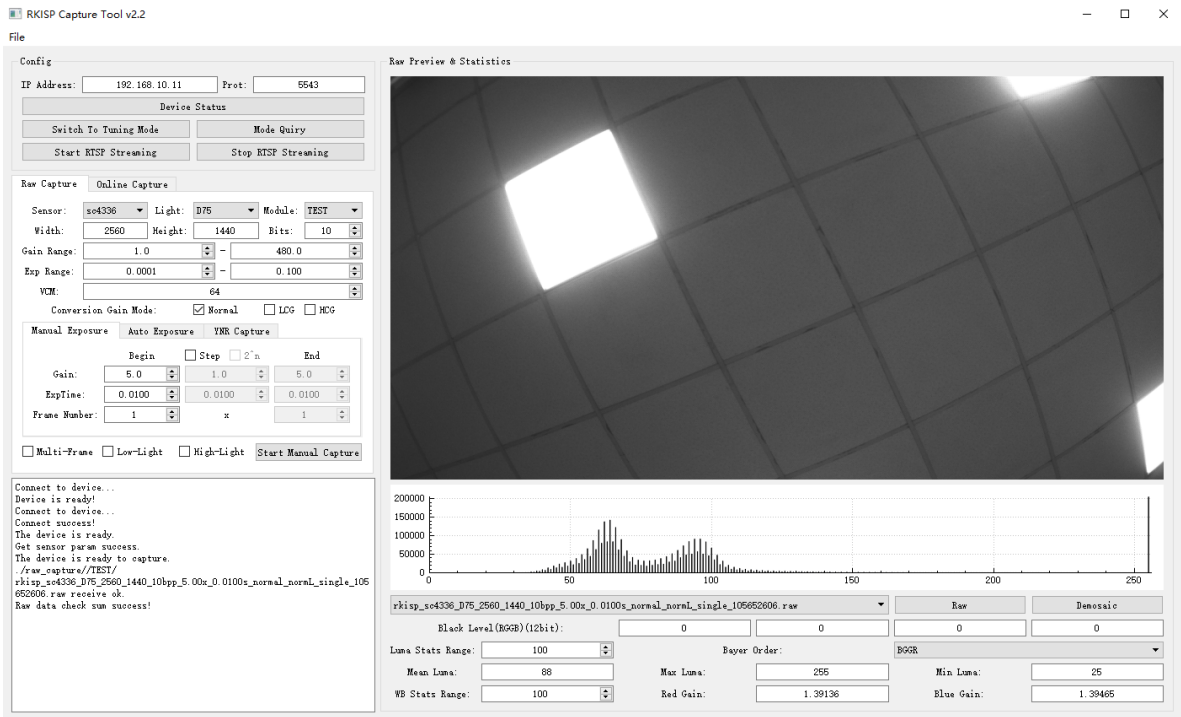 RKISP Capture Tool v2.2
File
Config
IP Address: 192.168.10.11 Prot: 5543
Device Status
Switch To Tuning Mode Mode Quiry
Start RTSP Streaming Stop RTSP Streaming
Raw Capture Online Capture
Sensor: sc4336 Light: D75 Module: TEST
Width: 2560 Height: 1440 Bits: 10
Gain Range: 1.0 - 480.0
Exp Range: 0.0001 - 0.100
VCM: 64
Conversion Gain Mode: Normal LCG HCG
Manual Exposure Auto Exposure YNR Capture
Begin Step 2^n End
Gain: 5.0 1.0 5.0
ExpTime: 0.0100 0.0100 0.0100
Frame Number: 1 x 1
Multi-Frame Low-Light High-Light Start Manual Capture
Connect to device...
Device is ready!
Connect to device...
Connect success!
The device is ready.
Get sensor param success.
The device is ready to capture.
./raw_capture//TEST/
rkisp_sc4336_D75_2560_1440_10bpp_5.00x_0.0100s_normal_normL_single_105
652606.raw receive ok.
Raw data check sum success!
Raw Preview & Statistics
200000
150000
100000
50000
0
0 50 100 150 200 250
rkisp_sc4336_D75_2560_1440_10bpp_5.00x_0.0100s_normal_normL_single_105652606.raw Raw Demosaic
Black Level(RGGB)(12bit): 0 0 0 0
Luma Stats Range: 100 Bayer Order: BGGR
Mean Luma: 88 Max Luma: 255 Min Luma: 25
WB Stats Range: 100 Red Gain: 1.39136 Blue Gain: 1.39465